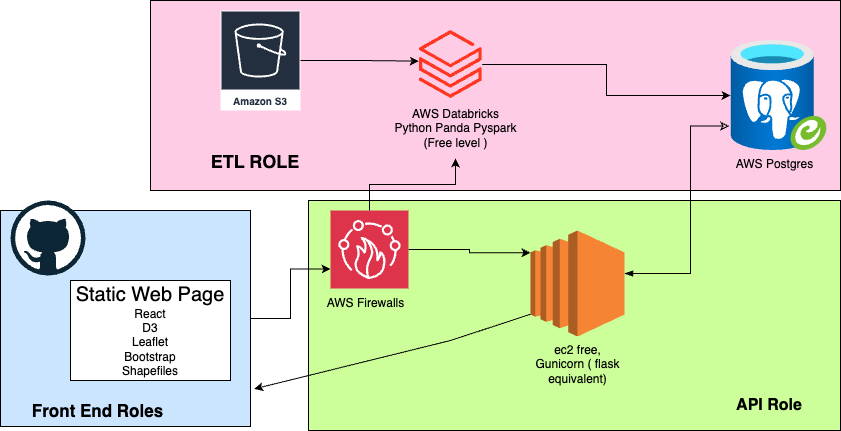 Amazon S3
AWS Databricks
Python Panda Pyspark
(Free level )
AWS Postgres
ETL ROLE
Static Web Page
React
D3
Leaflet
Bootstrap
Shapefiles
Front End Roles
AWS Firewalls
ec2 free,
Gunicorn ( flask
equivalent)
API Role